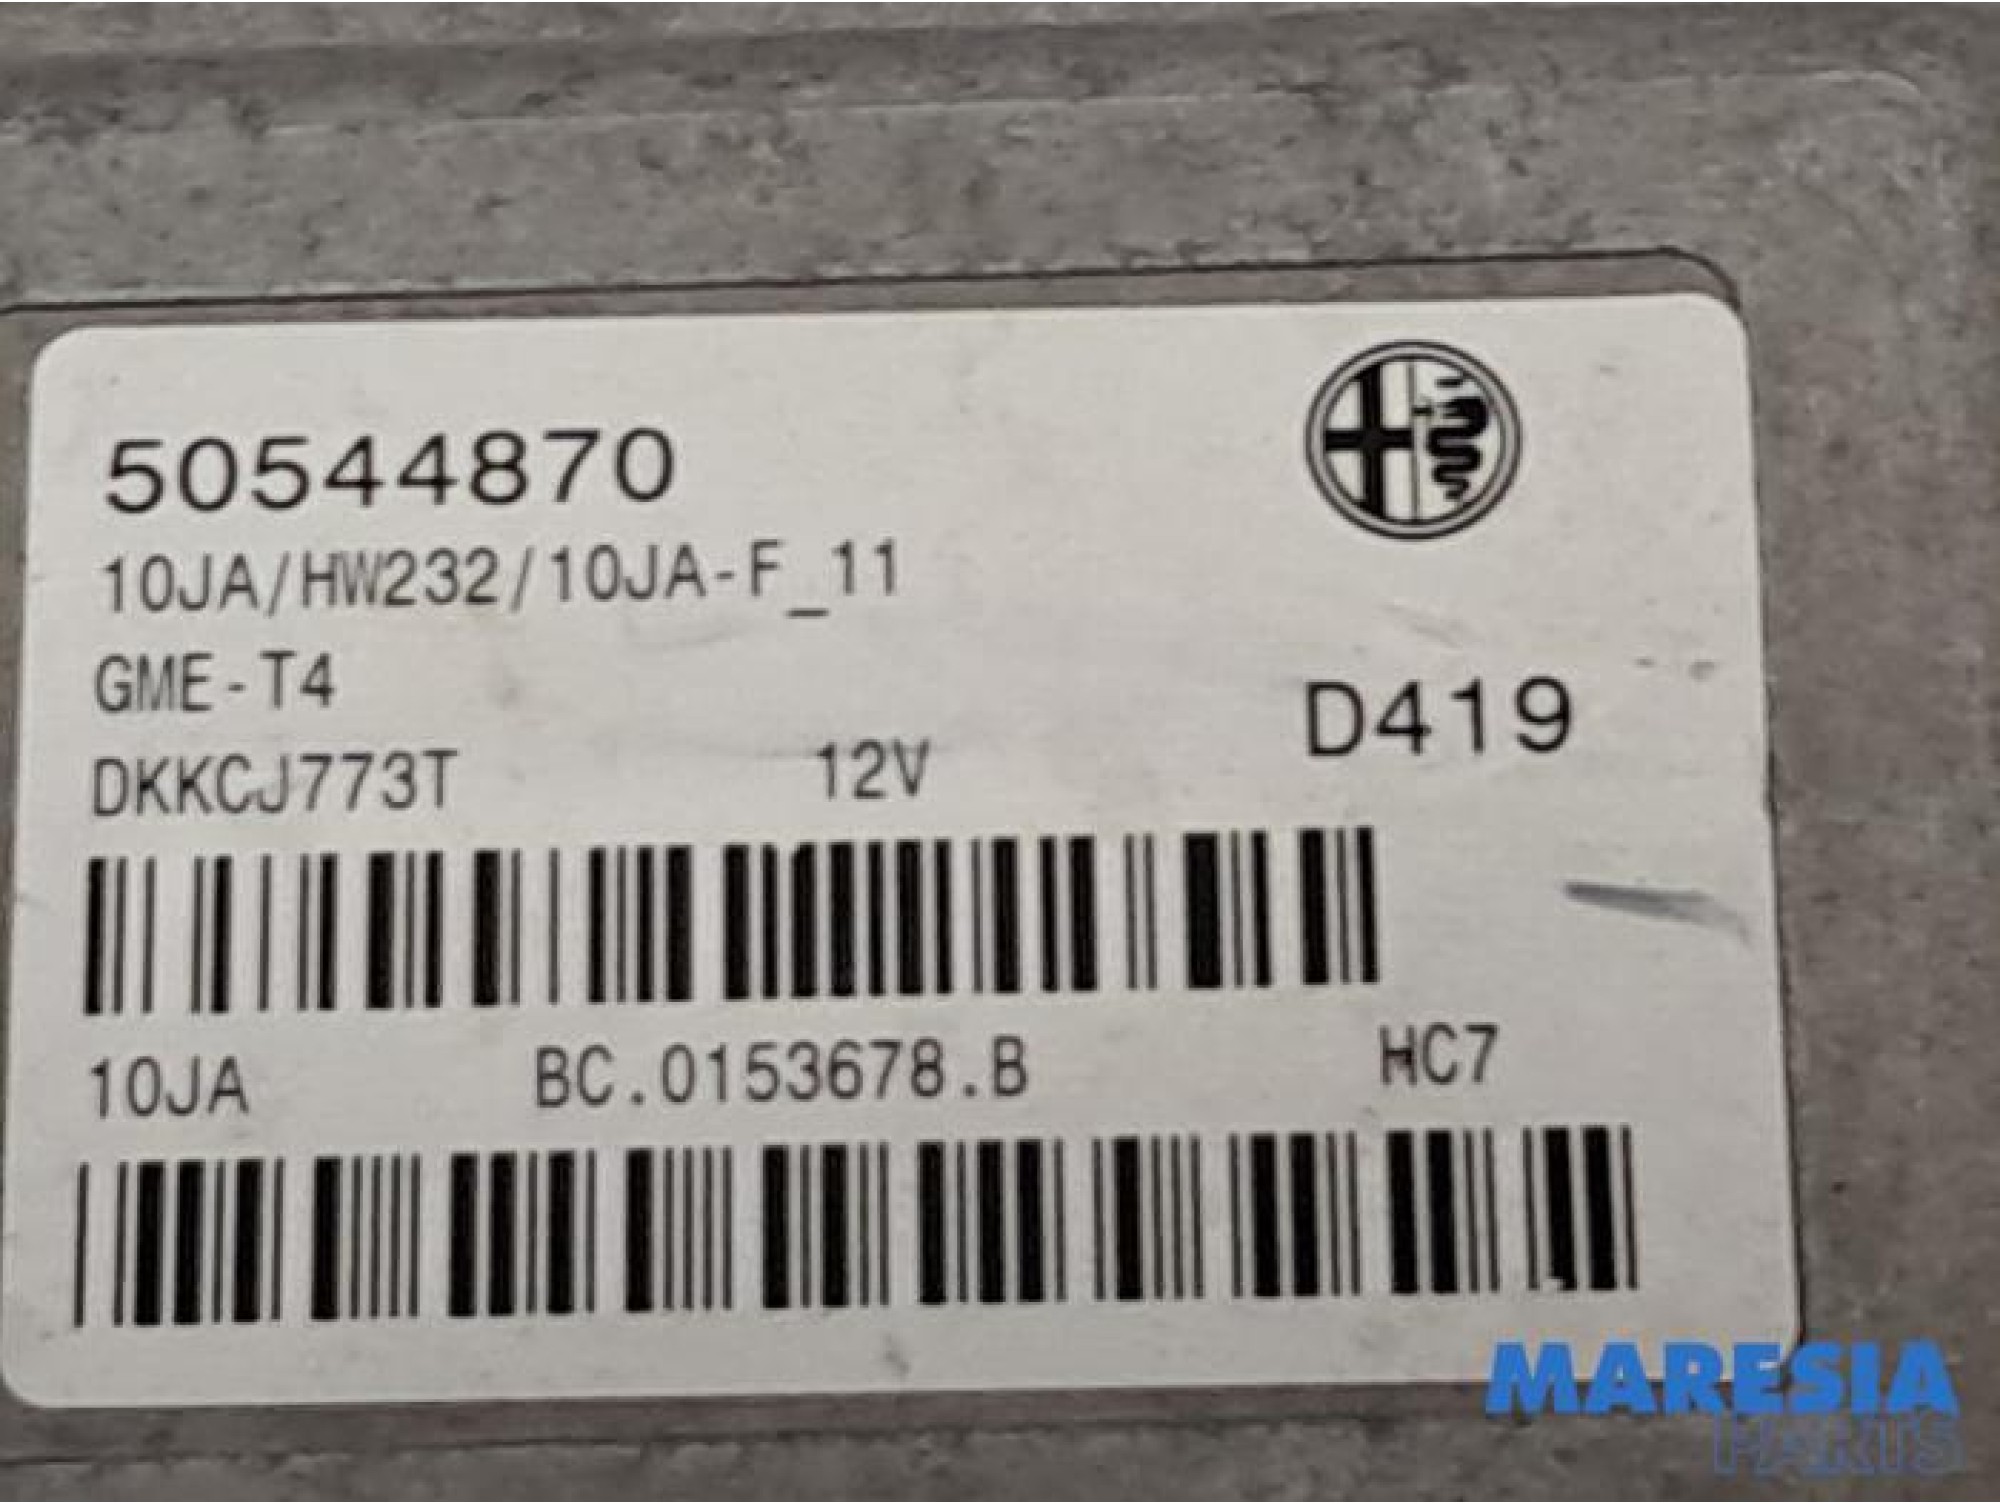 50544870
10JA/HW232/10JA-F_11
GME-T4
D419
DKKCJ773T 12V
10JA BC.0153678.B HC7
MARESIA
PARTS